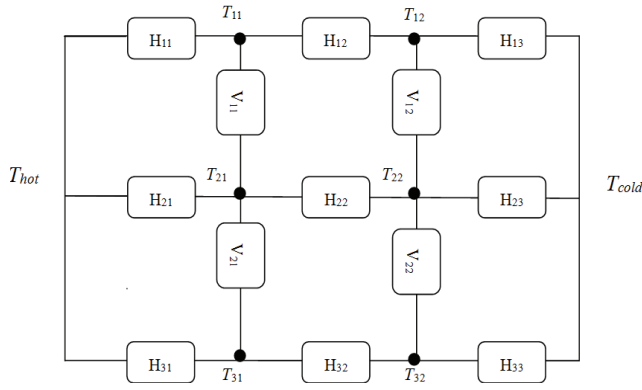 T11 T12
H11 H12 H13
V11 V12
Thot T21 T22 Tcold
H21 H22 H23
V21 V22
H31 H32 H33
T31 T32